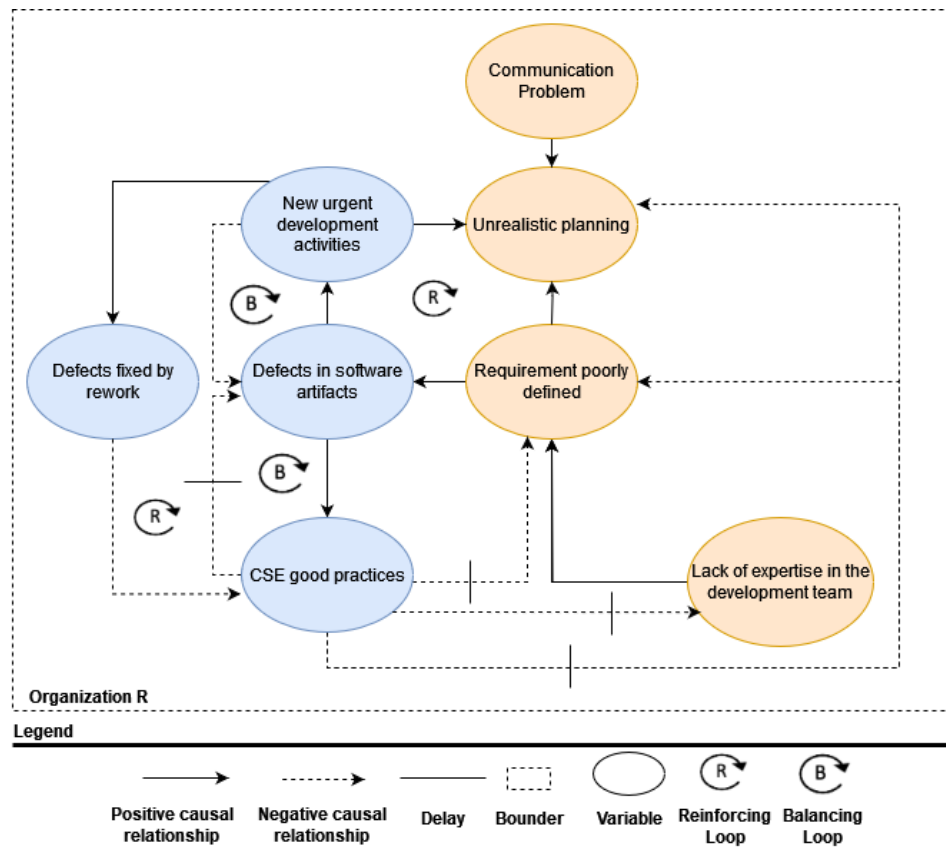 Communication
Problem
New urgent
development
activities
Unrealistic planning
B
R
Defects fixed by
rework
Defects in software
artifacts
Requirement poorly
defined
B
R
CSE good practices
Lack of expertise in the
development team
Organization R
Legend
R
B
Positive causal
relationship
Negative causal
relationship
Delay
Bounder
Variable
Reinforcing
Loop
Balancing
Loop